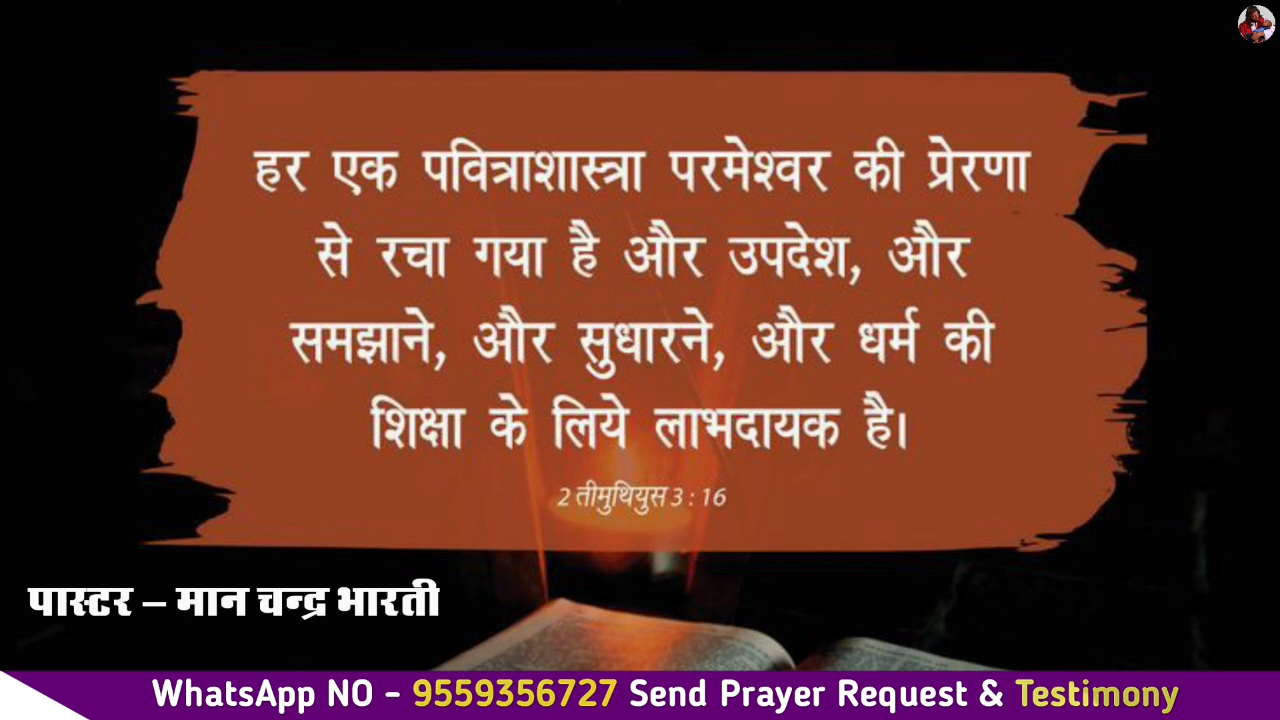 हर एक पवित्राशास्त्रा परमेश्वर की प्रेरणा
से रचा गया है और उपदेश, और
समझाने, और सुधारने, और धर्म की
शिक्षा के लिये लाभदायक है।
2 तीमुथियुस 3 : 16
पास्टर – मान चन्द्र भारती
WhatsApp NO - 9559356727 Send Prayer Request & Testimony